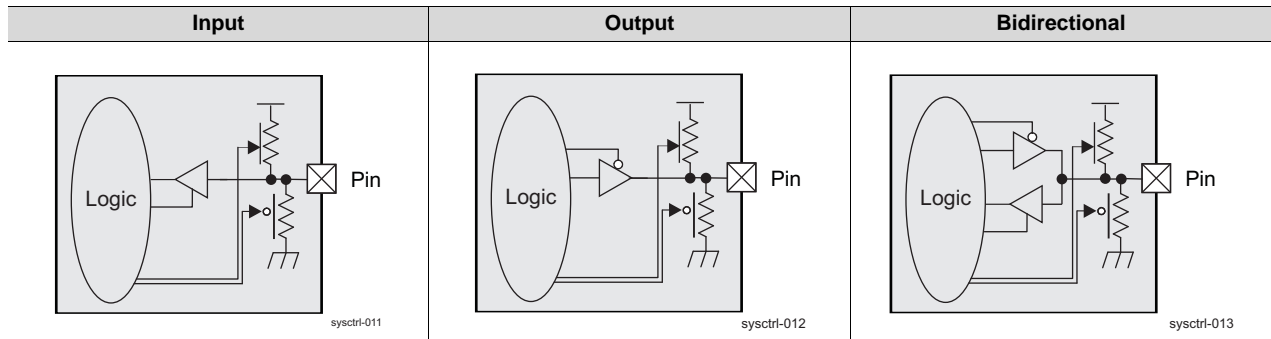 Input
Output
Bidirectional
Logic
Pin
sysctrl-011
Logic
Pin
sysctrl-012
Logic
Pin
sysctrl-013